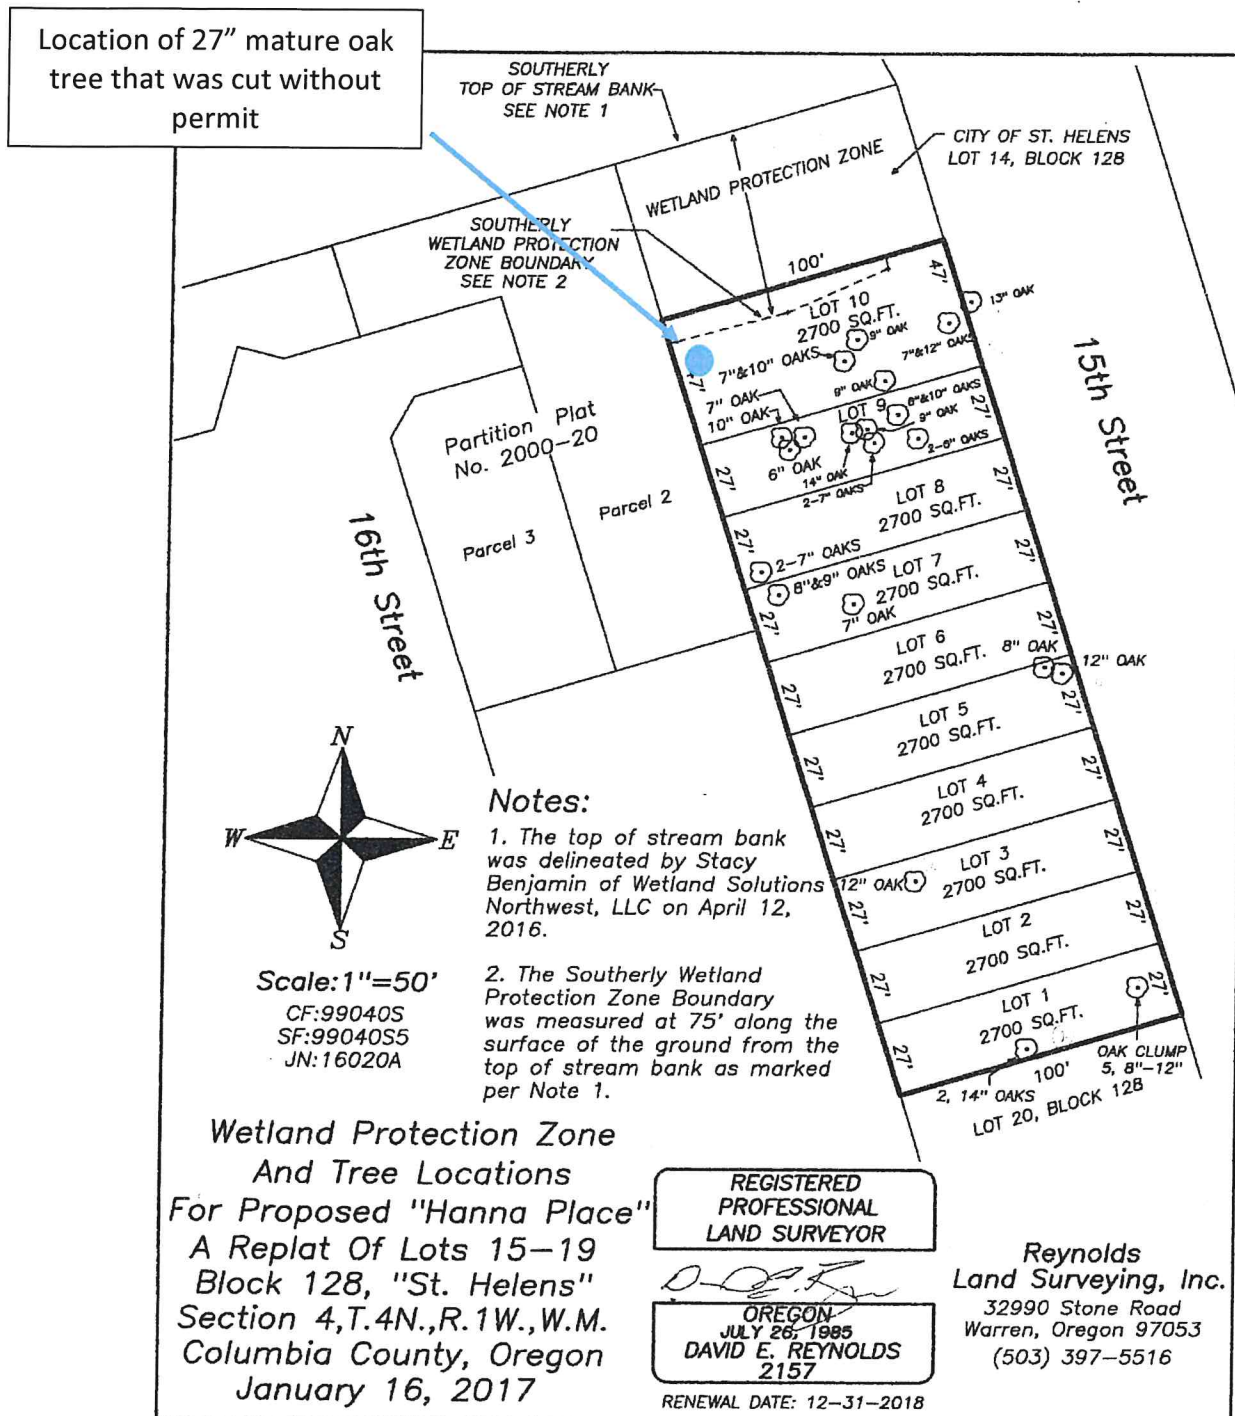 Location of 27” mature oak
tree that was cut without
permit
SOUTHERLY
TOP OF STREAM BANK
SEE NOTE 1
CITY OF ST. HELENS
LOT 14, BLOCK 128
WETLAND PROTECTION ZONE
SOUTHERLY
WETLAND PROTECTION
ZONE BOUNDARY
SEE NOTE 2
100'
47'
LOT 10
2700 SQ.FT.
13" OAK
9" OAK
7"&12" OAKS
7"&10" OAKS
7'
9" OAK
7" OAK
10" OAK
LOT 9
6"&10" OAKS
9" OAK
27'
2-6" OAKS
6" OAK
14" OAK
2-7" OAKS
27'
15th Street
Partition Plat
No. 2000-20
Parcel 2
Parcel 3
16th Street
LOT 8
2700 SQ.FT.
27'
27'
2-7" OAKS
8"&9" OAKS
LOT 7
2700 SQ.FT.
27'
27'
7" OAK
LOT 6
2700 SQ.FT.
8" OAK
12" OAK
27'
27'
LOT 5
2700 SQ.FT.
27'
27'
LOT 4
2700 SQ.FT.
27'
27'
12" OAK
LOT 3
2700 SQ.FT.
27'
27'
LOT 2
2700 SQ.FT.
27'
27'
LOT 1
2700 SQ.FT.
27'
OAK CLUMP
5, 8"-12"
2, 14" OAKS
100'
LOT 20, BLOCK 128
N
W
E
S
Scale:1"=50'
CF:99040S
SF:99040S5
JN:16020A
Notes:
1. The top of stream bank
was delineated by Stacy
Benjamin of Wetland Solutions
Northwest, LLC on April 12,
2016.
2. The Southerly Wetland
Protection Zone Boundary
was measured at 75' along the
surface of the ground from the
top of stream bank as marked
per Note 1.
Wetland Protection Zone
And Tree Locations
For Proposed "Hanna Place"
A Replat Of Lots 15-19
Block 128, "St. Helens"
Section 4,T.4N.,R.1W.,W.M.
Columbia County, Oregon
January 16, 2017
REGISTERED
PROFESSIONAL
LAND SURVEYOR
OREGON
JULY 26, 1985
DAVID E. REYNOLDS
2157
RENEWAL DATE: 12-31-2018
Reynolds
Land Surveying, Inc.
32990 Stone Road
Warren, Oregon 97053
(503) 397-5516